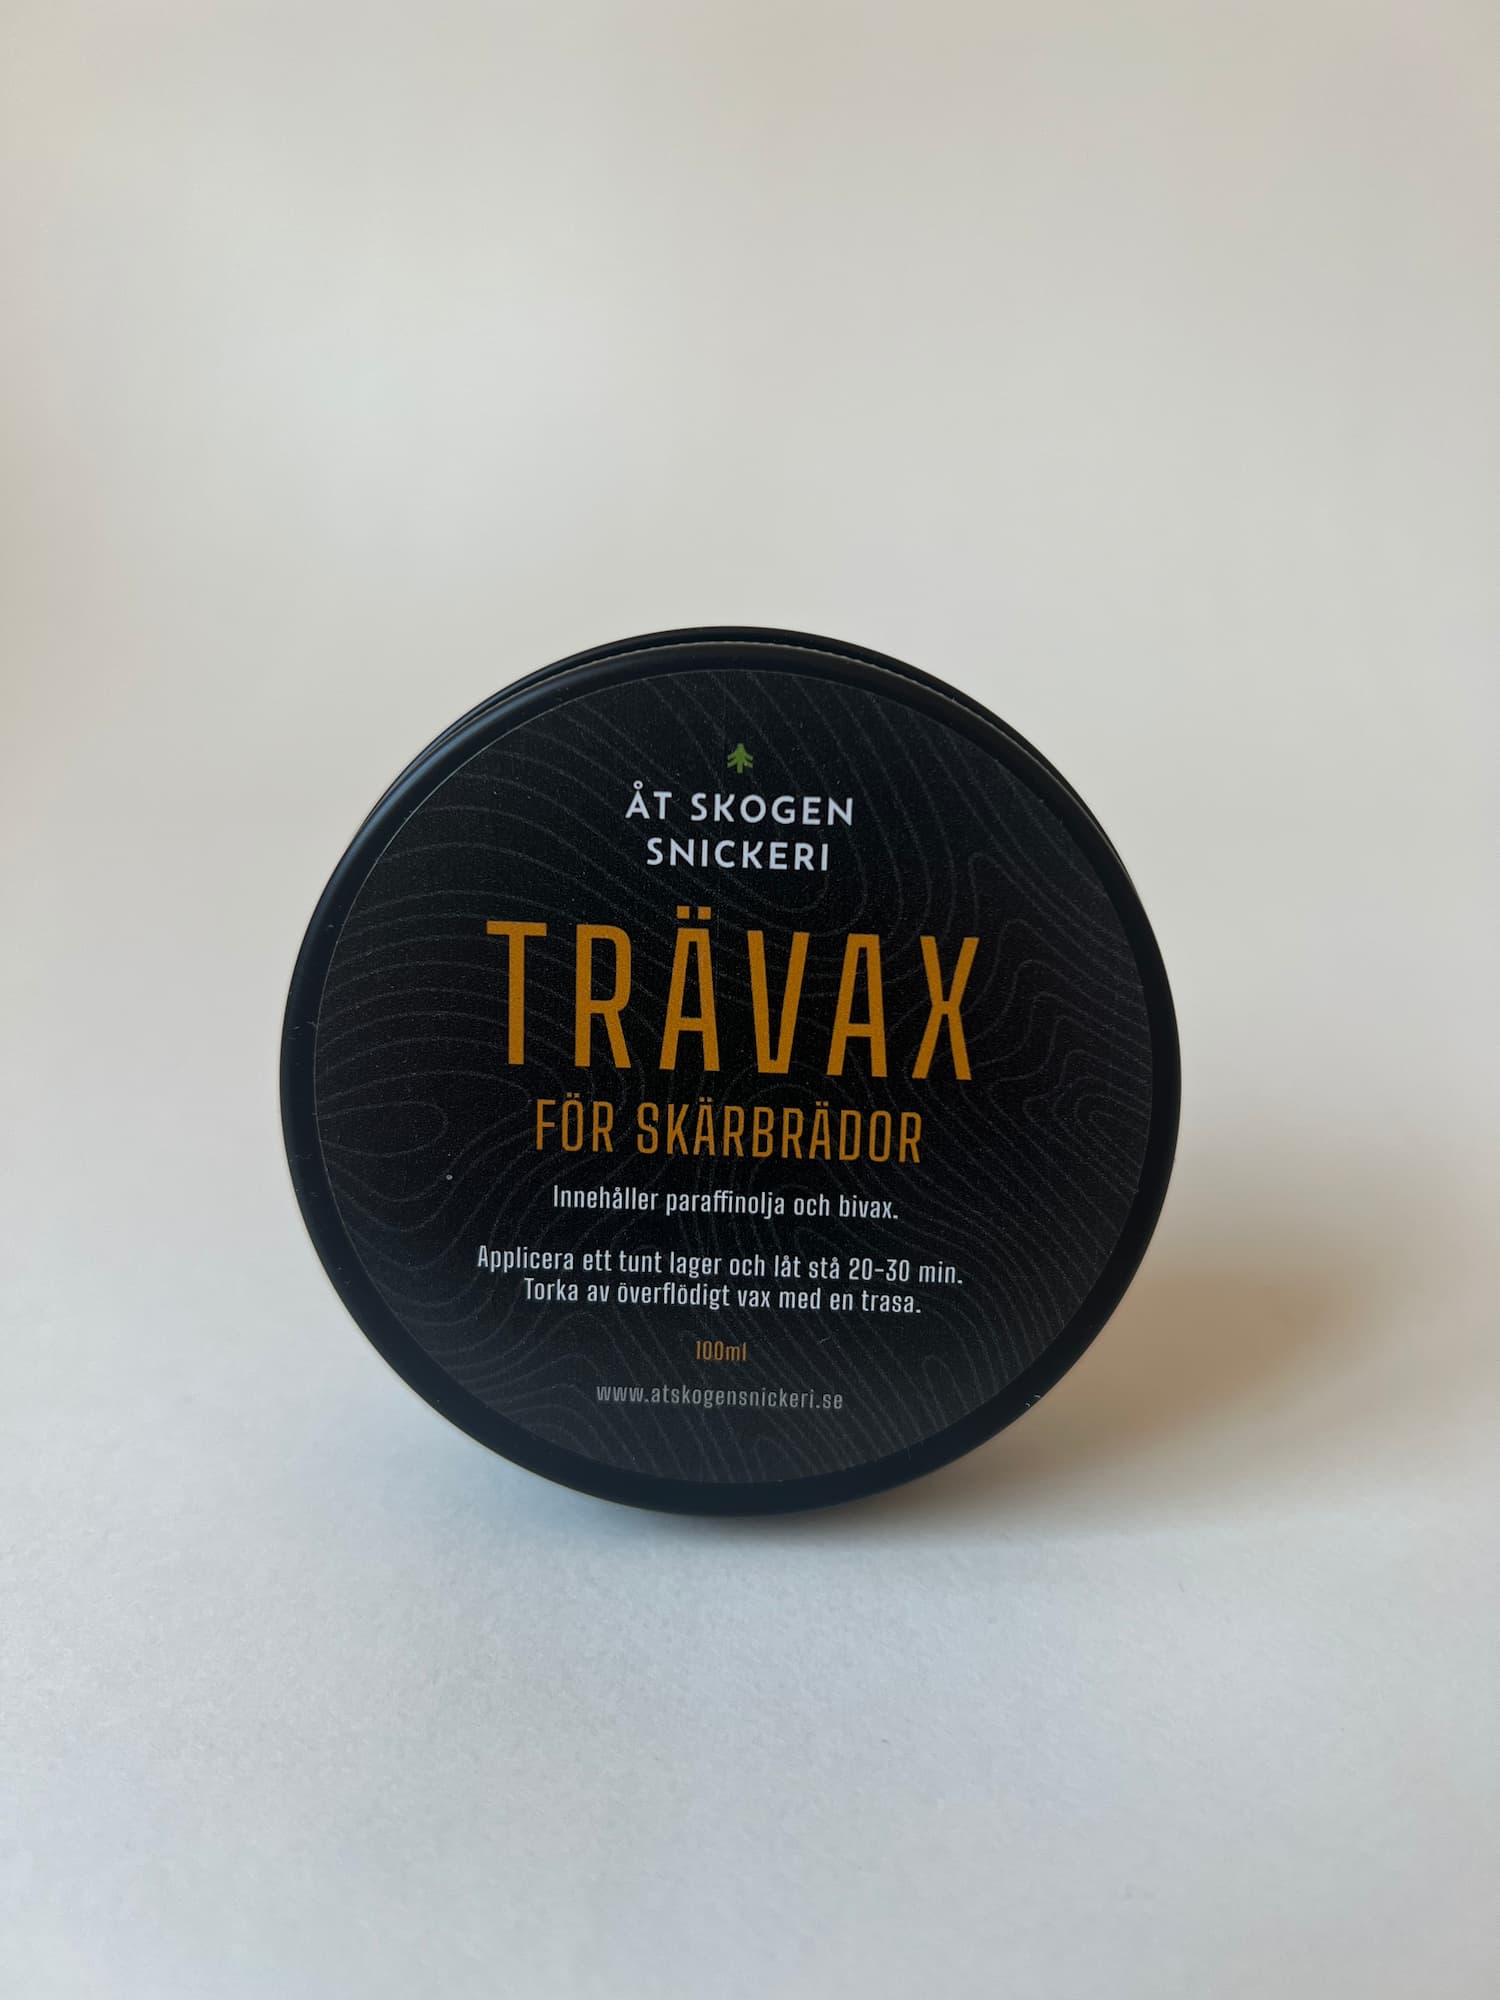 ÅT SKOGEN
SNICKERI
TRÄVAX
FÖR SKÄRBRÄDOR
Innehåller paraffinolja och bivax.
Applicera ett tunt lager och låt stå 20-30 min.
Torka av överflödigt vax med en trasa.
100ml
www.atskogensnickeri.se